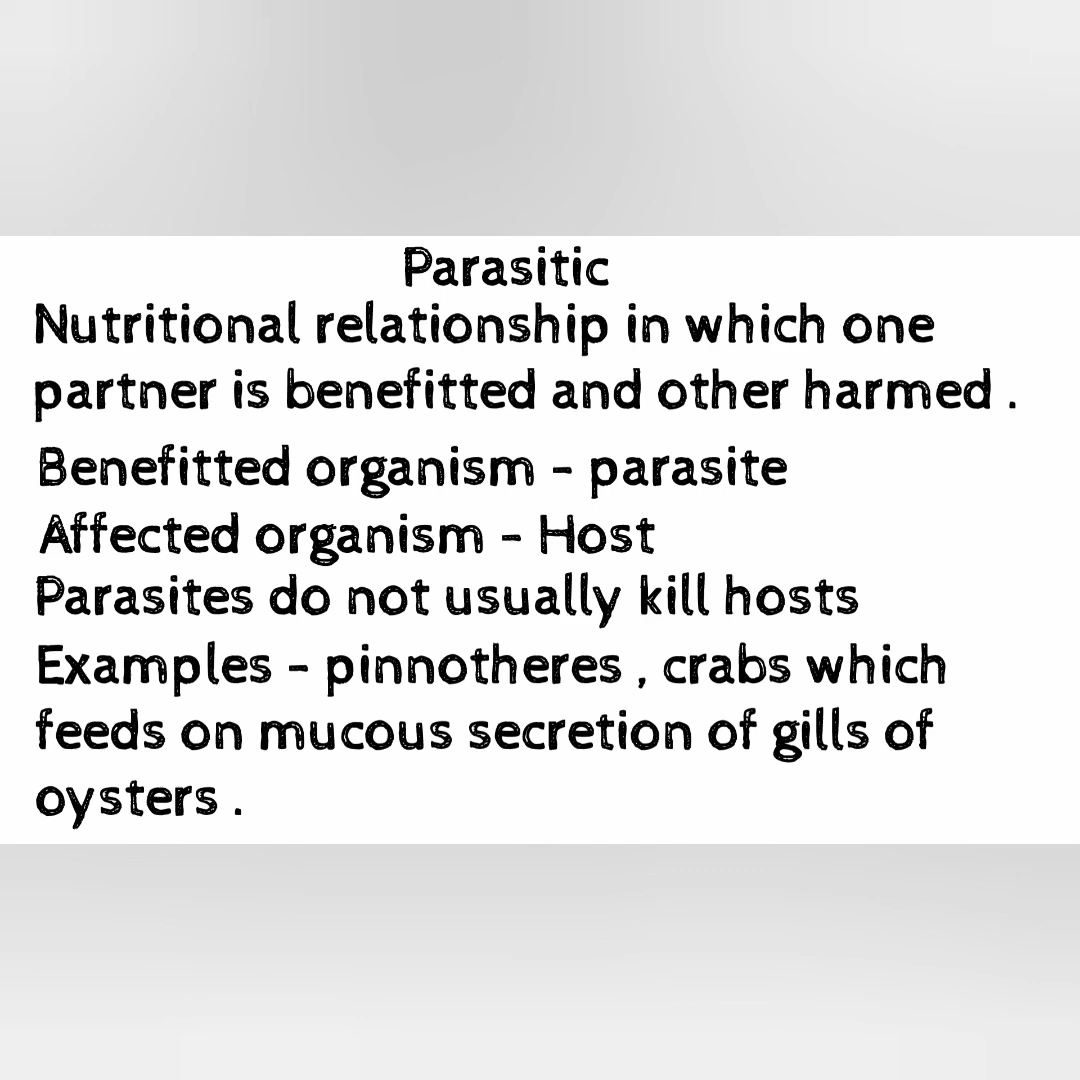 Parasitic
Nutritional relationship in which one
partner is benefitted and other harmed .
Benefitted organism - parasite
Affected organism - Host
Parasites do not usually kill hosts
Examples - pinnotheres , crabs which
feeds on mucous secretion of gills of
oysters .